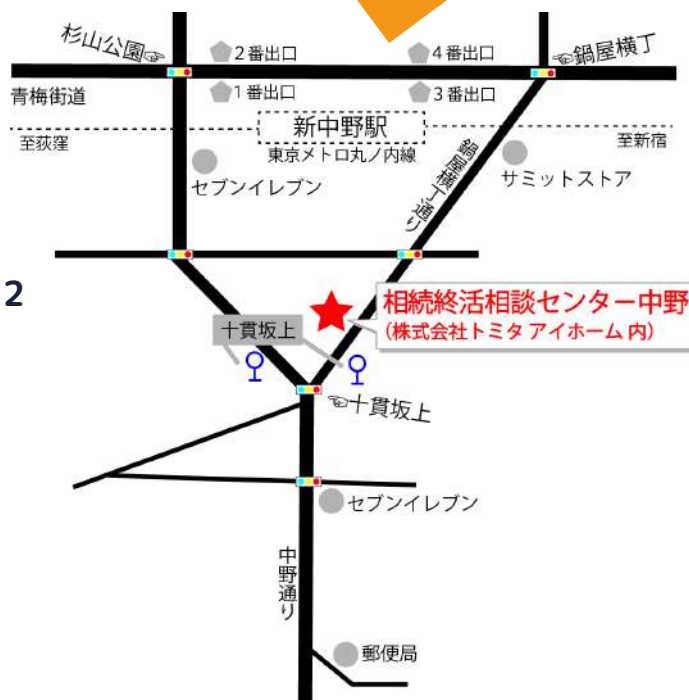 杉山公園
2番出口
4番出口
鍋屋横丁
青梅街道
1番出口
3番出口
新中野駅
至荻窪
東京メトロ丸ノ内線
至新宿
セブンイレブン
鍋屋横丁通り
サミットストア
2
相続終活相談センター中野
(株式会社トミタ アイホーム 内)
十貫坂上
十貫坂上
セブンイレブン
中野通り
郵便局